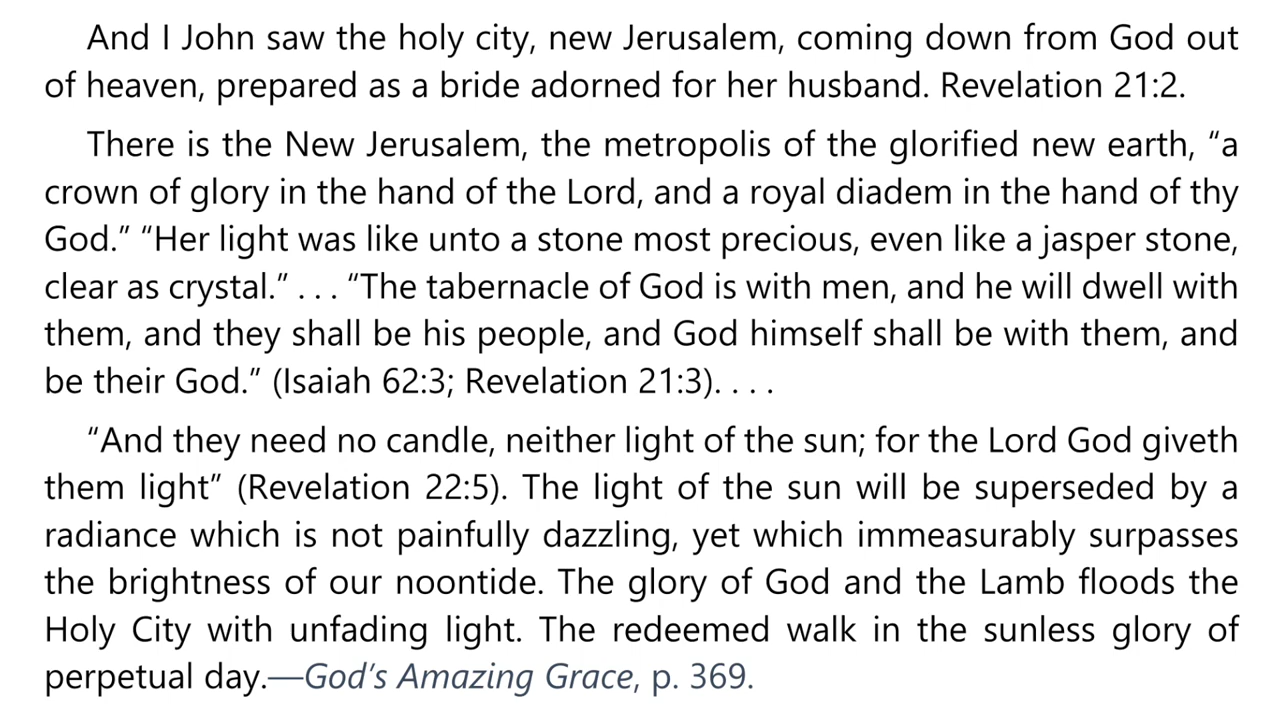 And I John saw the holy city, new Jerusalem, coming down from God out
of heaven, prepared as a bride adorned for her husband. Revelation 21:2.
There is the New Jerusalem, the metropolis of the glorified new earth, “a
crown of glory in the hand of the Lord, and a royal diadem in the hand of thy
God.” “Her light was like unto a stone most precious, even like a jasper stone,
clear as crystal.” . . . “The tabernacle of God is with men, and he will dwell with
them, and they shall be his people, and God himself shall be with them, and
be their God.” (Isaiah 62:3; Revelation 21:3). . . .
“And they need no candle, neither light of the sun; for the Lord God giveth
them light” (Revelation 22:5). The light of the sun will be superseded by a
radiance which is not painfully dazzling, yet which immeasurably surpasses
the brightness of our noontide. The glory of God and the Lamb floods the
Holy City with unfading light. The redeemed walk in the sunless glory of
perpetual day.—God’s Amazing Grace, p. 369.